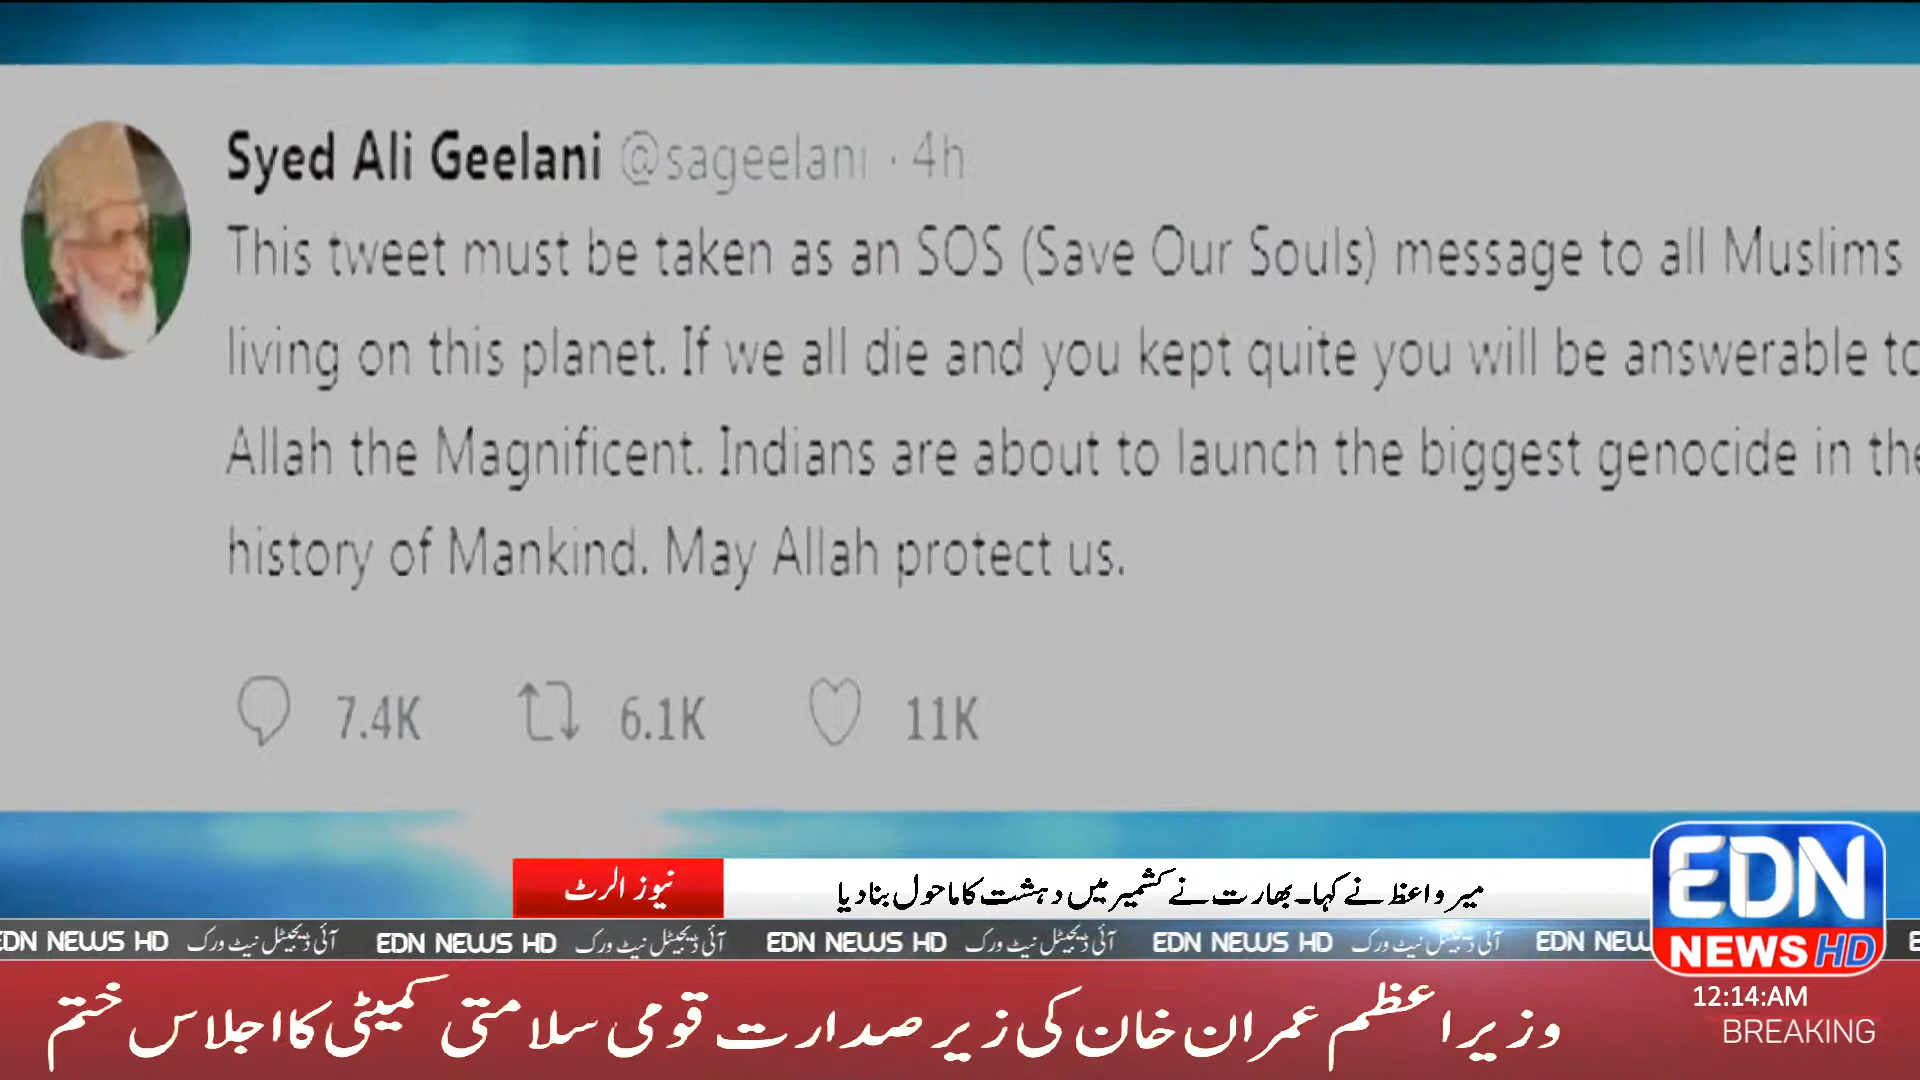 Syed Ali Geelani @sageelani · 4h
This tweet must be taken as an SOS (Save Our Souls) message to all Muslims
living on this planet. If we all die and you kept quite you will be answerable to
Allah the Magnificent. Indians are about to launch the biggest genocide in the
history of Mankind. May Allah protect us.
7.4K 6.1K 11K
نیوز الرٹ
میر واعظ نے کہا۔ بھارت نے کشمیر میں دہشت کا ماحول بنا دیا
EDN NEWS HD
EDN NEWS HD آئی ڈیجیٹل نیٹ ورک EDN NEWS HD آئی ڈیجیٹل نیٹ ورک EDN NEWS HD آئی ڈیجیٹل نیٹ ورک EDN NEWS HD آئی ڈیجیٹل نیٹ ورک EDN NEW
12:14:AM
BREAKING
وزیراعظم عمران خان کی زیر صدارت قومی سلامتی کمیٹی کا اجلاس ختم